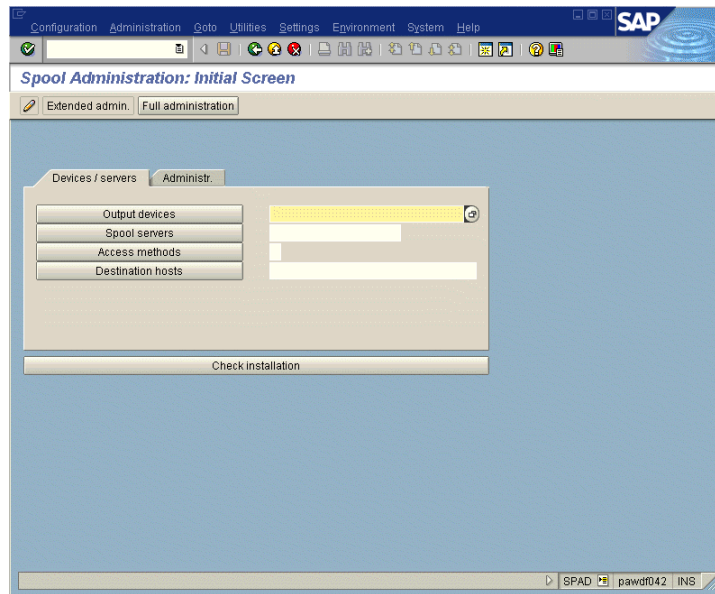 Configuration Administration Goto Utilities Settings Environment System Help
SAP
Spool Administration: Initial Screen
Extended admin. Full administration
Devices / servers Administr.
Output devices
Spool servers
Access methods
Destination hosts
Check installation
SPAD pawdf042 INS